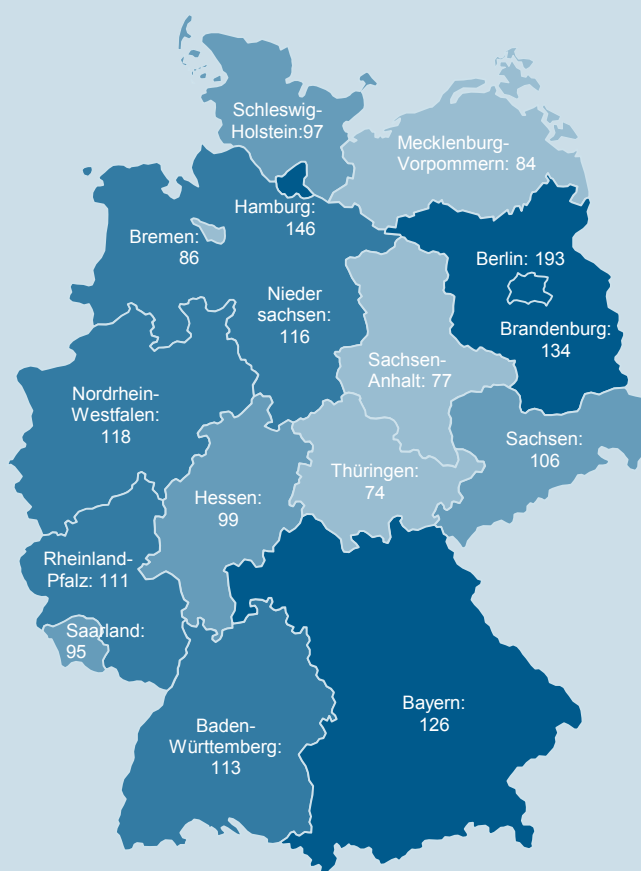 Schleswig-
Holstein:97
Mecklenburg-
Vorpommern: 84
Hamburg:
146
Bremen:
86
Berlin: 193
Nieder
sachsen:
116
Brandenburg:
134
Sachsen-
Anhalt: 77
Nordrhein-
Westfalen:
118
Sachsen:
106
Thüringen:
74
Hessen:
99
Rheinland-
Pfalz: 111
Saarland:
95
Bayern:
126
Baden-
Württemberg:
113